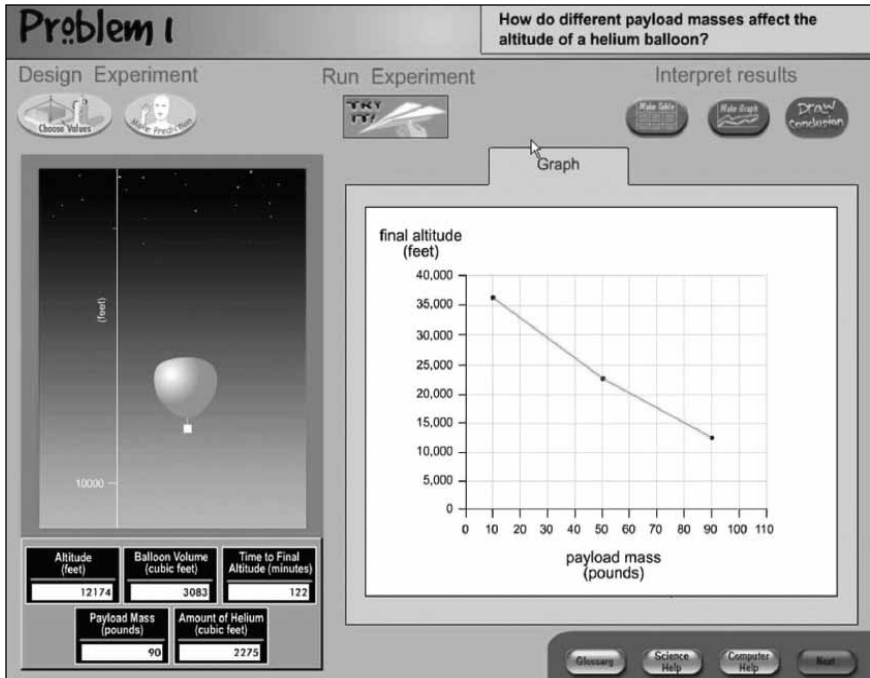 Problem 1
How do different payload masses affect the
altitude of a helium balloon?
Design Experiment
Run Experiment
Interpret results
Choose Values
Make Prediction
TRY
IT!
Make Table
Make Graph
Draw
Conclusion
Graph
(feet)
10000
final altitude
(feet)
40,000
35,000
30,000
25,000
20,000
15,000
10,000
5,000
0
0 10 20 30 40 50 60 70 80 90 100 110
payload mass
(pounds)
Altitude
(feet)
12174
Balloon Volume
(cubic feet)
3083
Time to Final
Altitude (minutes)
122
Payload Mass
(pounds)
90
Amount of Helium
(cubic feet)
2275
Glossary
Science
Help
Computer
Help
Next